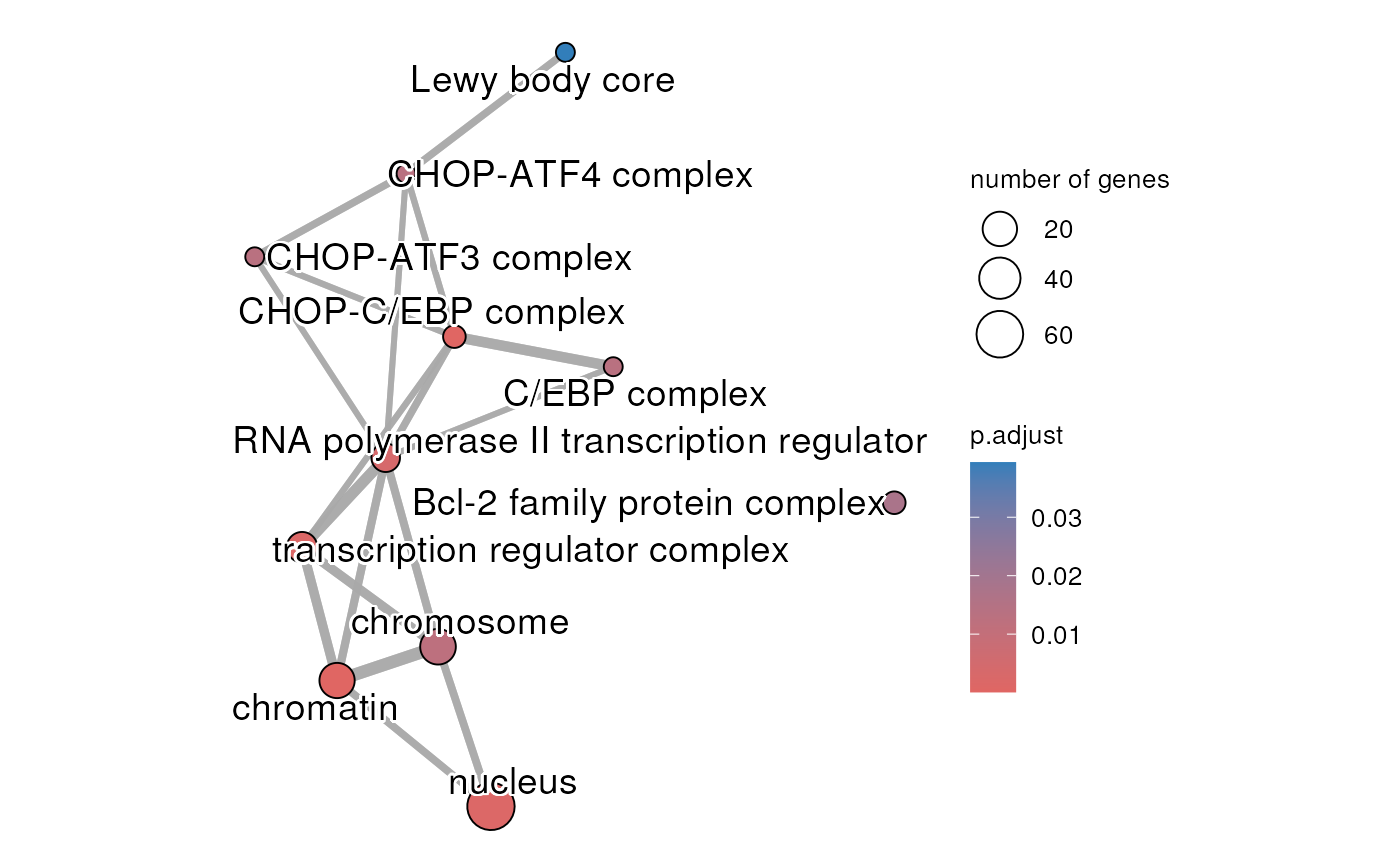 Lewy body core
CHOP-ATF4 complex
CHOP-ATF3 complex
CHOP-C/EBP complex
C/EBP complex
RNA polymerase II transcription regulator
Bcl-2 family protein complex
transcription regulator complex
chromosome
chromatin
nucleus
number of genes
20
40
60
p.adjust
0.03
0.02
0.01